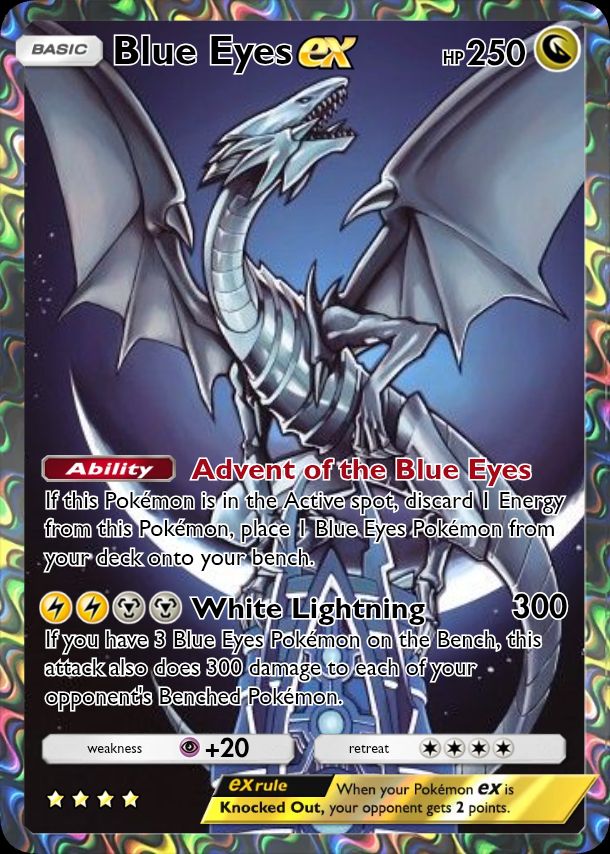 BASIC Blue Eyes ex HP 250
Ability Advent of the Blue Eyes
If this Pokémon is in the Active spot, discard 1 Energy
from this Pokémon, place 1 Blue Eyes Pokémon from
your deck onto your bench.
White Lightning 300
If you have 3 Blue Eyes Pokémon on the Bench, this
attack also does 300 damage to each of your
opponent's Benched Pokémon.
weakness +20 retreat
ex rule When your Pokémon ex is
Knocked Out, your opponent gets 2 points.